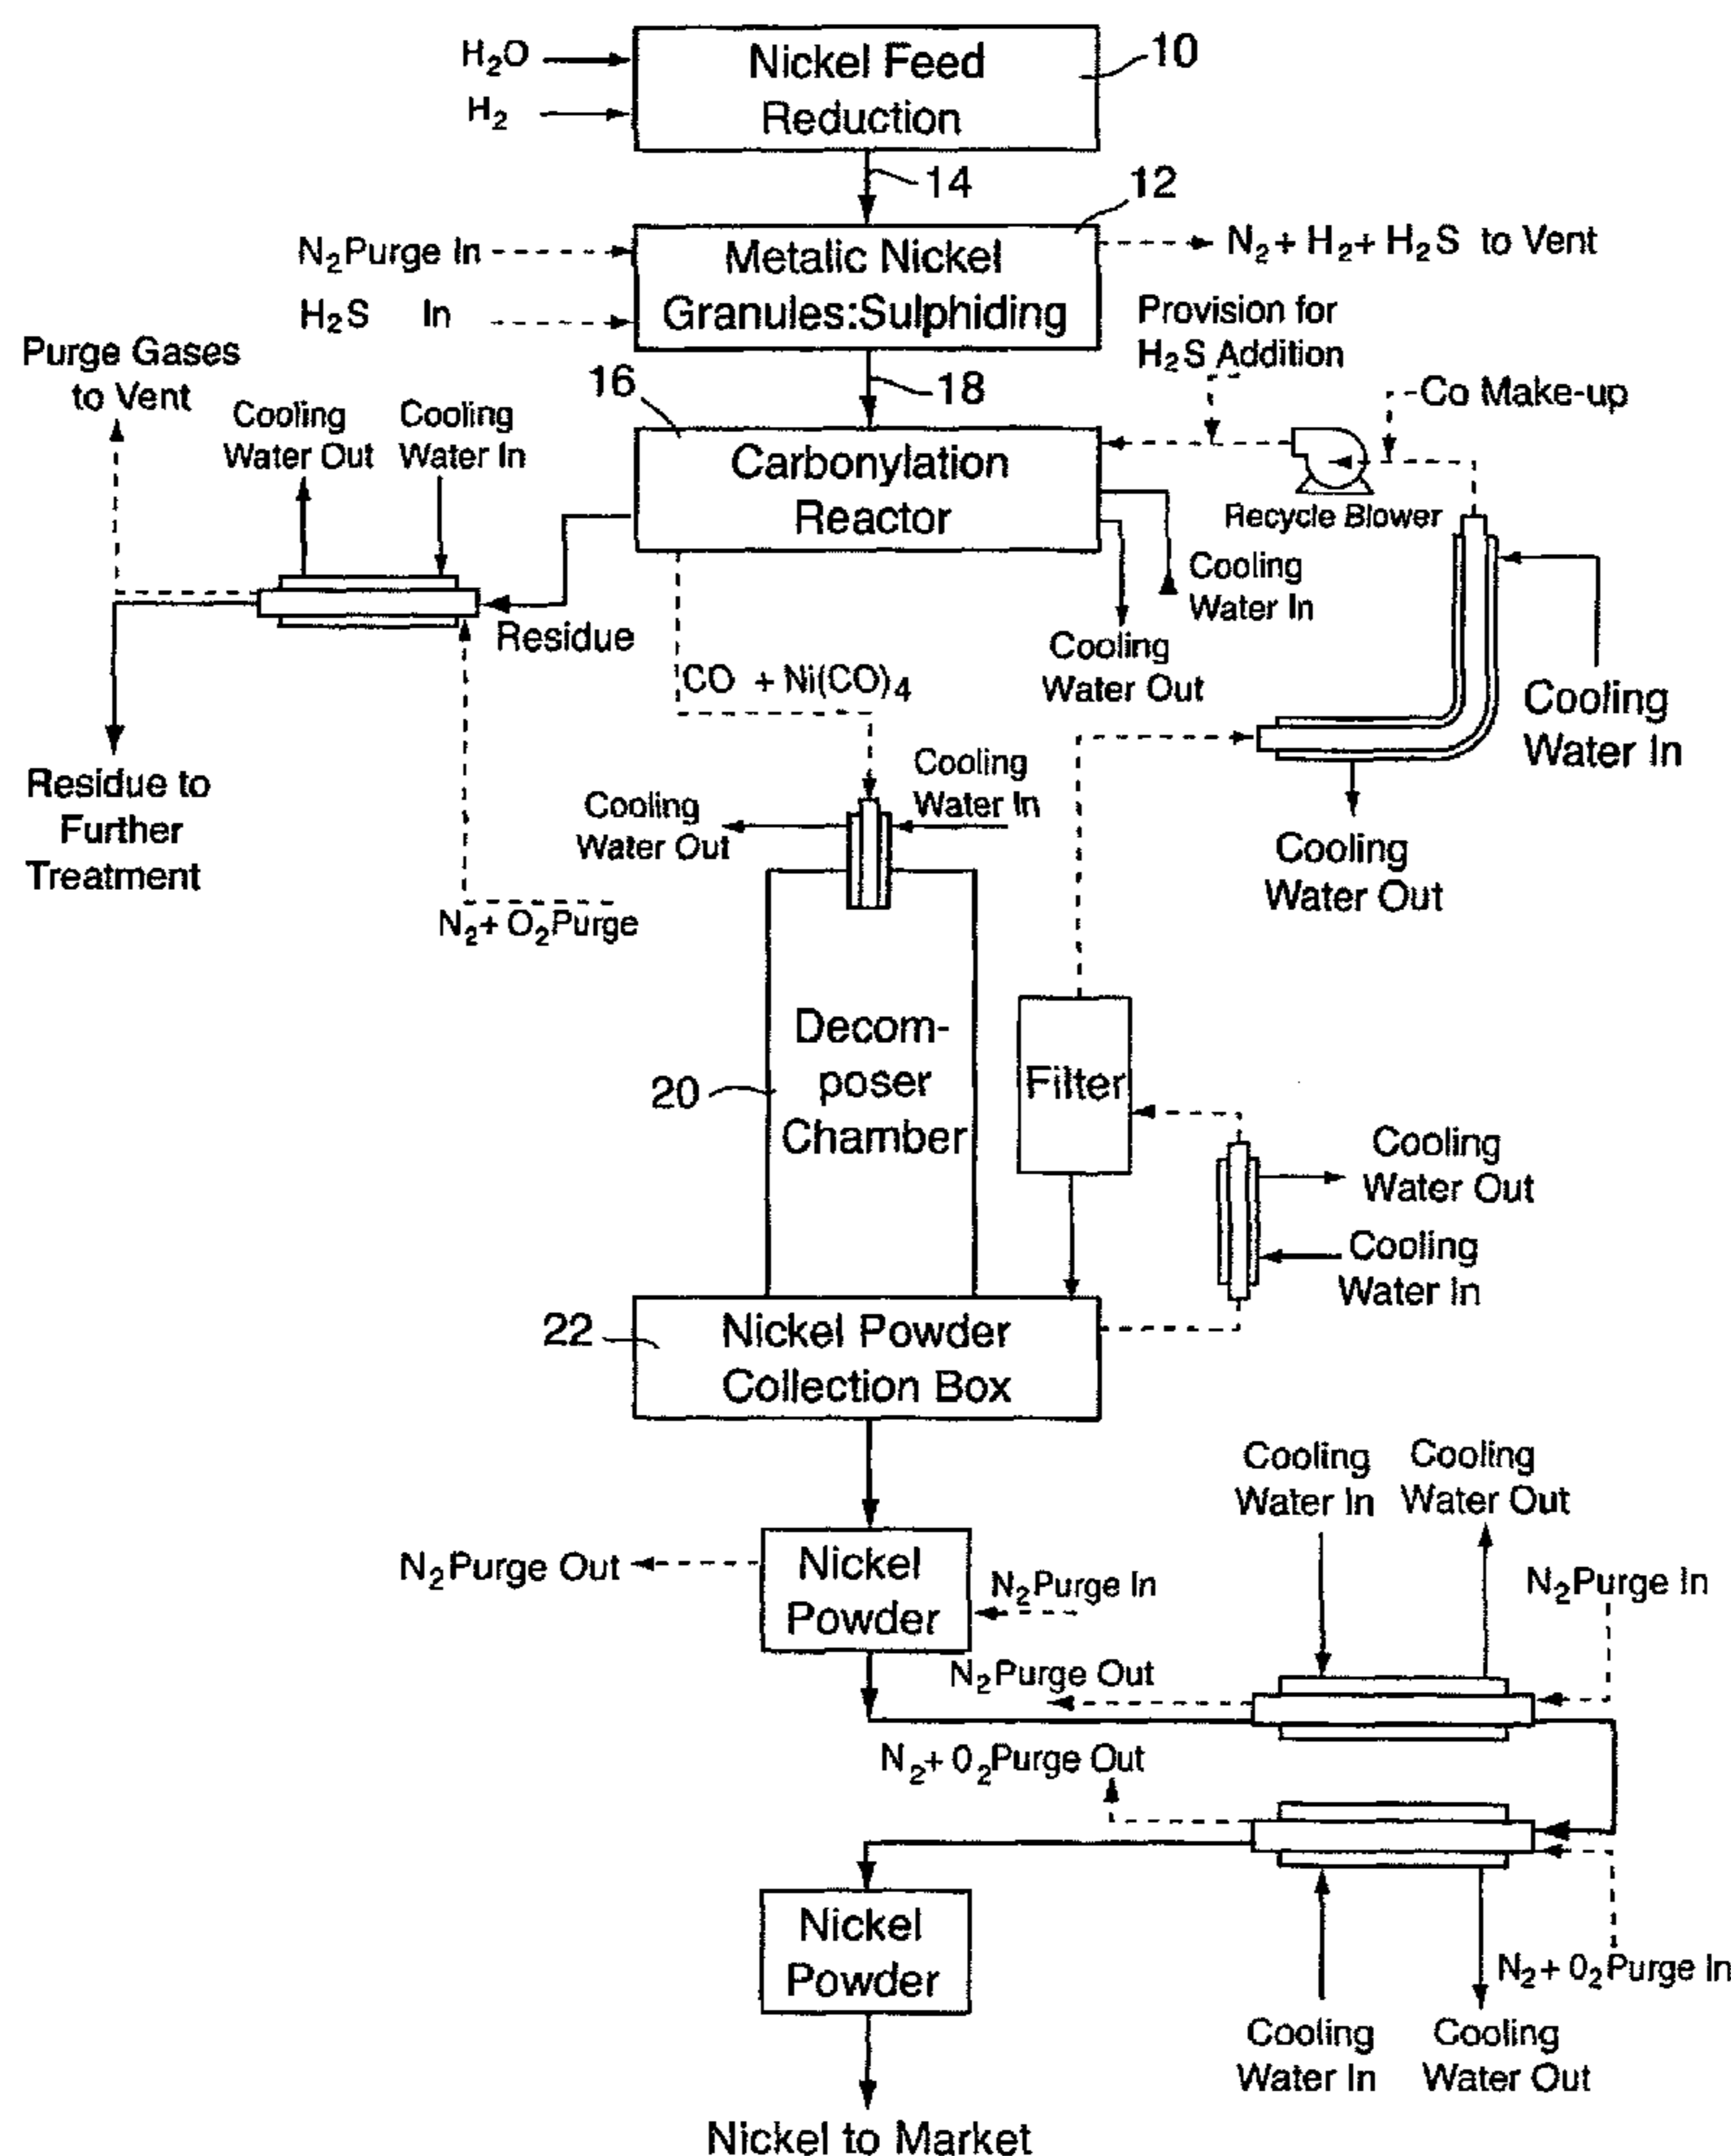 H₂O
H₂
Nickel Feed
Reduction
10
14
12
N₂Purge In
H₂S In
Metalic Nickel
Granules:Sulphiding
N₂+ H₂+ H₂S to Vent
Provision for
H₂S Addition
Co Make-up
Purge Gases
to Vent
Cooling
Water Out
Cooling
Water In
16
18
Carbonylation
Reactor
Recycle Blower
Cooling
Water In
Cooling
Water Out
Residue
CO + Ni(CO)₄
Cooling
Water In
Residue to
Further
Treatment
Cooling
Water Out
Cooling
Water In
Cooling
Water Out
N₂+ O₂Purge
20
Decom-
poser
Chamber
Filter
Cooling
Water Out
Cooling
Water In
22
Nickel Powder
Collection Box
Cooling
Water In
Cooling
Water Out
N₂Purge Out
Nickel
Powder
N₂Purge In
N₂Purge In
N₂Purge Out
N₂+ 0₂Purge Out
Nickel
Powder
N₂+ 0₂Purge In
Cooling
Water In
Cooling
Water Out
Nickel to Market